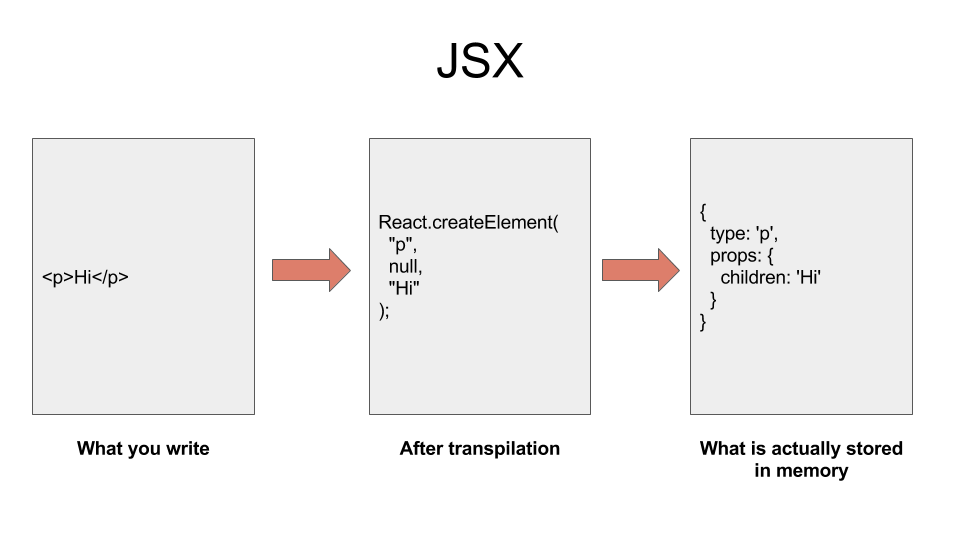 JSX
<p>Hi</p>
What you write
React.createElement(
  "p",
  null,
  "Hi"
);
After transpilation
{
  type: 'p',
  props: {
    children: 'Hi'
  }
}
What is actually stored
in memory